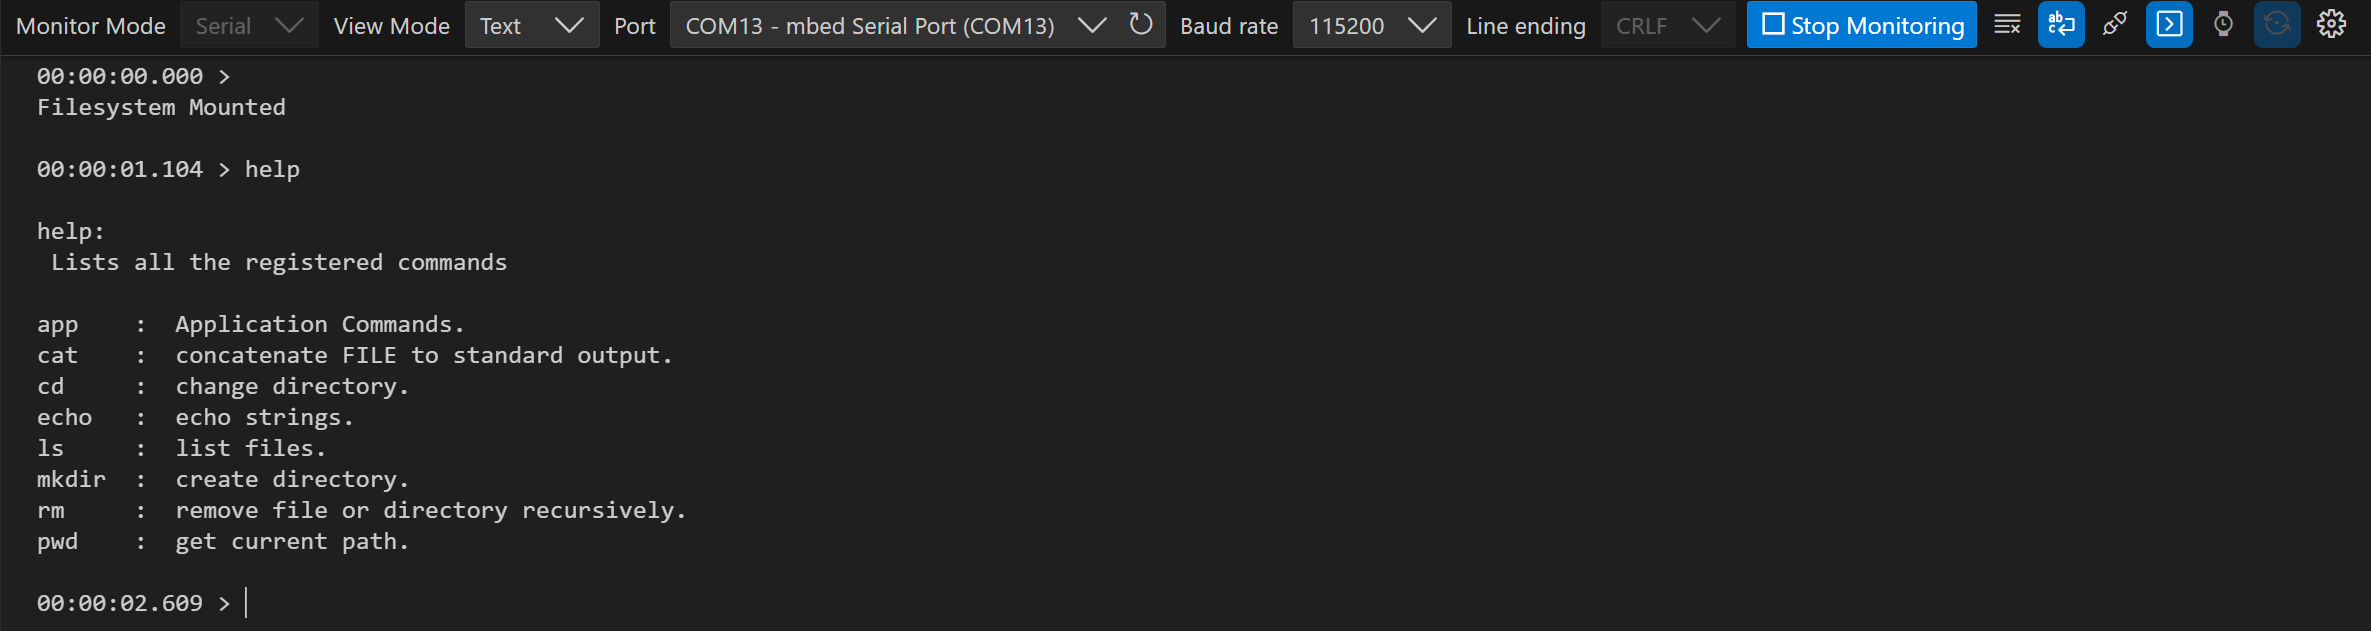 Monitor Mode Serial View Mode Text Port COM13 - mbed Serial Port (COM13) Baud rate 115200 Line ending CRLF Stop Monitoring
00:00:00.000 >
Filesystem Mounted
00:00:01.104 > help
help:
Lists all the registered commands
app : Application Commands.
cat : concatenate FILE to standard output.
cd : change directory.
echo : echo strings.
ls : list files.
mkdir : create directory.
rm : remove file or directory recursively.
pwd : get current path.
00:00:02.609 >